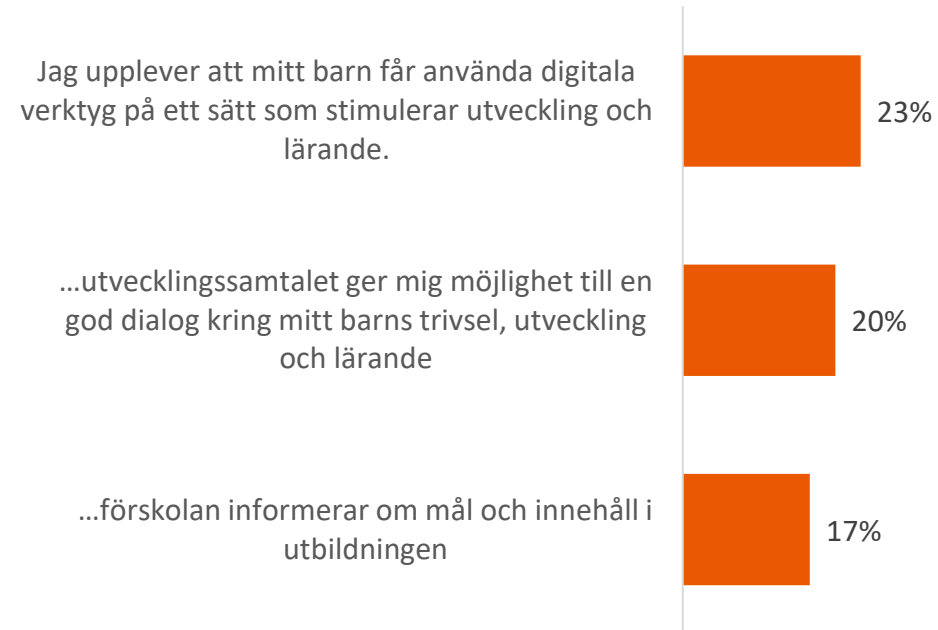 Jag upplever att mitt barn får använda digitala
verktyg på ett sätt som stimulerar utveckling och
lärande.
23%
...utvecklingssamtalet ger mig möjlighet till en
god dialog kring mitt barns trivsel, utveckling
och lärande
20%
...förskolan informerar om mål och innehåll i
utbildningen
17%